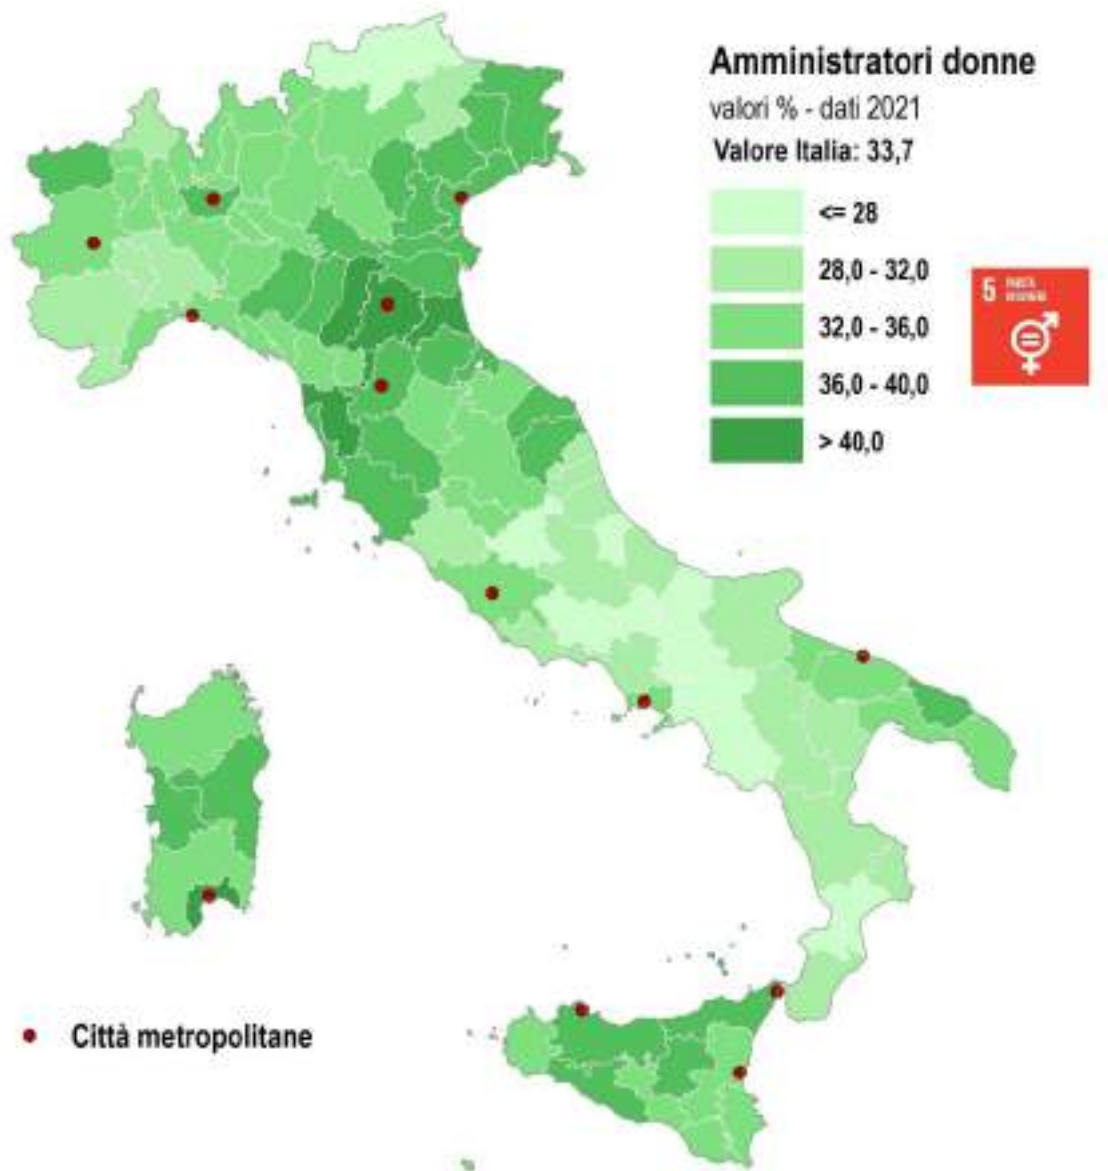 Amministratori donne
valori % - dati 2021
Valore Italia: 33,7
<= 28
28,0 - 32,0
32,0 - 36,0
36,0 - 40,0
> 40,0
5
Città metropolitane